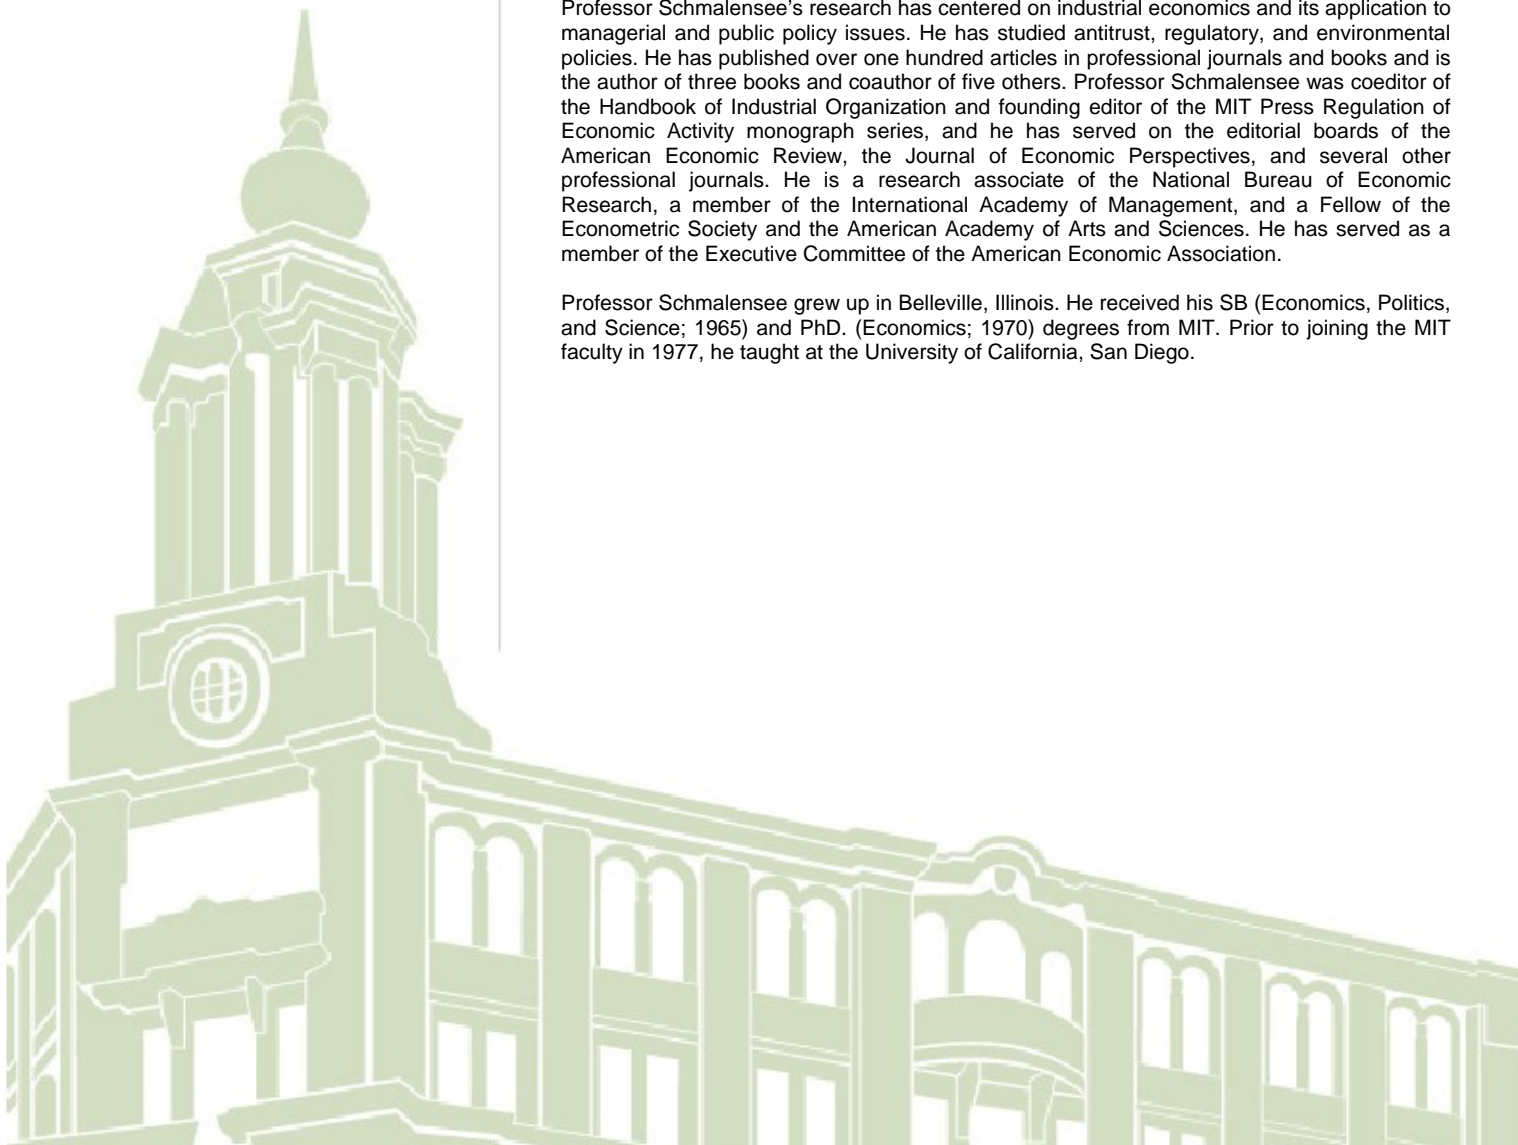 Professor Schmalensee's research has centered on industrial economics and its application to
managerial and public policy issues. He has studied antitrust, regulatory, and environmental
policies. He has published over one hundred articles in professional journals and books and is
the author of three books and coauthor of five others. Professor Schmalensee was coeditor of
the Handbook of Industrial Organization and founding editor of the MIT Press Regulation of
Economic Activity monograph series, and he has served on the editorial boards of the
American Economic Review, the Journal of Economic Perspectives, and several other
professional journals. He is a research associate of the National Bureau of Economic
Research, a member of the International Academy of Management, and a Fellow of the
Econometric Society and the American Academy of Arts and Sciences. He has served as a
member of the Executive Committee of the American Economic Association.
Professor Schmalensee grew up in Belleville, Illinois. He received his SB (Economics, Politics,
and Science; 1965) and PhD. (Economics; 1970) degrees from MIT. Prior to joining the MIT
faculty in 1977, he taught at the University of California, San Diego.